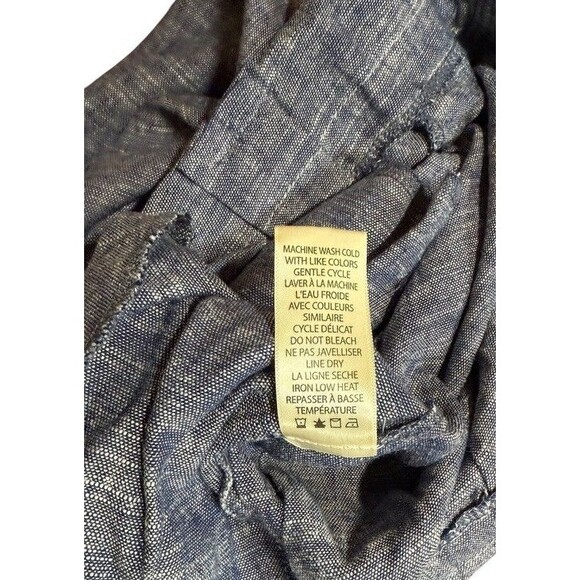 MACHINE WASH COLD
WITH LIKE COLORS
GENTLE CYCLE
LAVER À LA MACHINE
L'EAU FROIDE
AVEC COULEURS
SIMILAIRE
CYCLE DÉLICAT
DO NOT BLEACH
NE PAS JAVELLISER
LINE DRY
LA LIGNE SECHE
IRON LOW HEAT
REPASSER À BASSE
TEMPÉRATURE